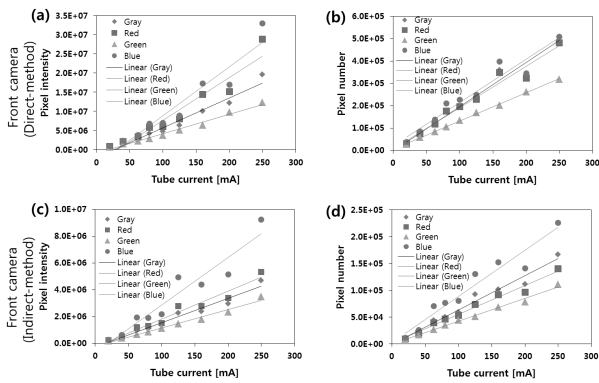 (a)
Front camera
(Direct-method)
Pixel intensity
3.5E+07
3.0E+07
2.5E+07
2.0E+07
1.5E+07
1.0E+07
5.0E+06
0.0E+00
Gray
Red
Green
Blue
Linear (Gray)
Linear (Red)
Linear (Green)
Linear (Blue)
0 50 100 150 200 250 300
Tube current [mA]
(b)
Pixel number
6.0E+05
5.0E+05
4.0E+05
3.0E+05
2.0E+05
1.0E+05
0.0E+00
Gray
Red
Green
Blue
Linear (Gray)
Linear (Red)
Linear (Green)
Linear (Blue)
0 50 100 150 200 250 300
Tube current [mA]
(c)
Front camera
(Indirect-method)
Pixel intensity
1.0E+07
8.0E+06
6.0E+06
4.0E+06
2.0E+06
0.0E+00
Gray
Red
Green
Blue
Linear (Gray)
Linear (Red)
Linear (Green)
Linear (Blue)
0 50 100 150 200 250 300
Tube current [mA]
(d)
Pixel number
2.5E+05
2.0E+05
1.5E+05
1.0E+05
5.0E+04
0.0E+00
Gray
Red
Green
Blue
Linear (Gray)
Linear (Red)
Linear (Green)
Linear (Blue)
0 50 100 150 200 250 300
Tube current [mA]